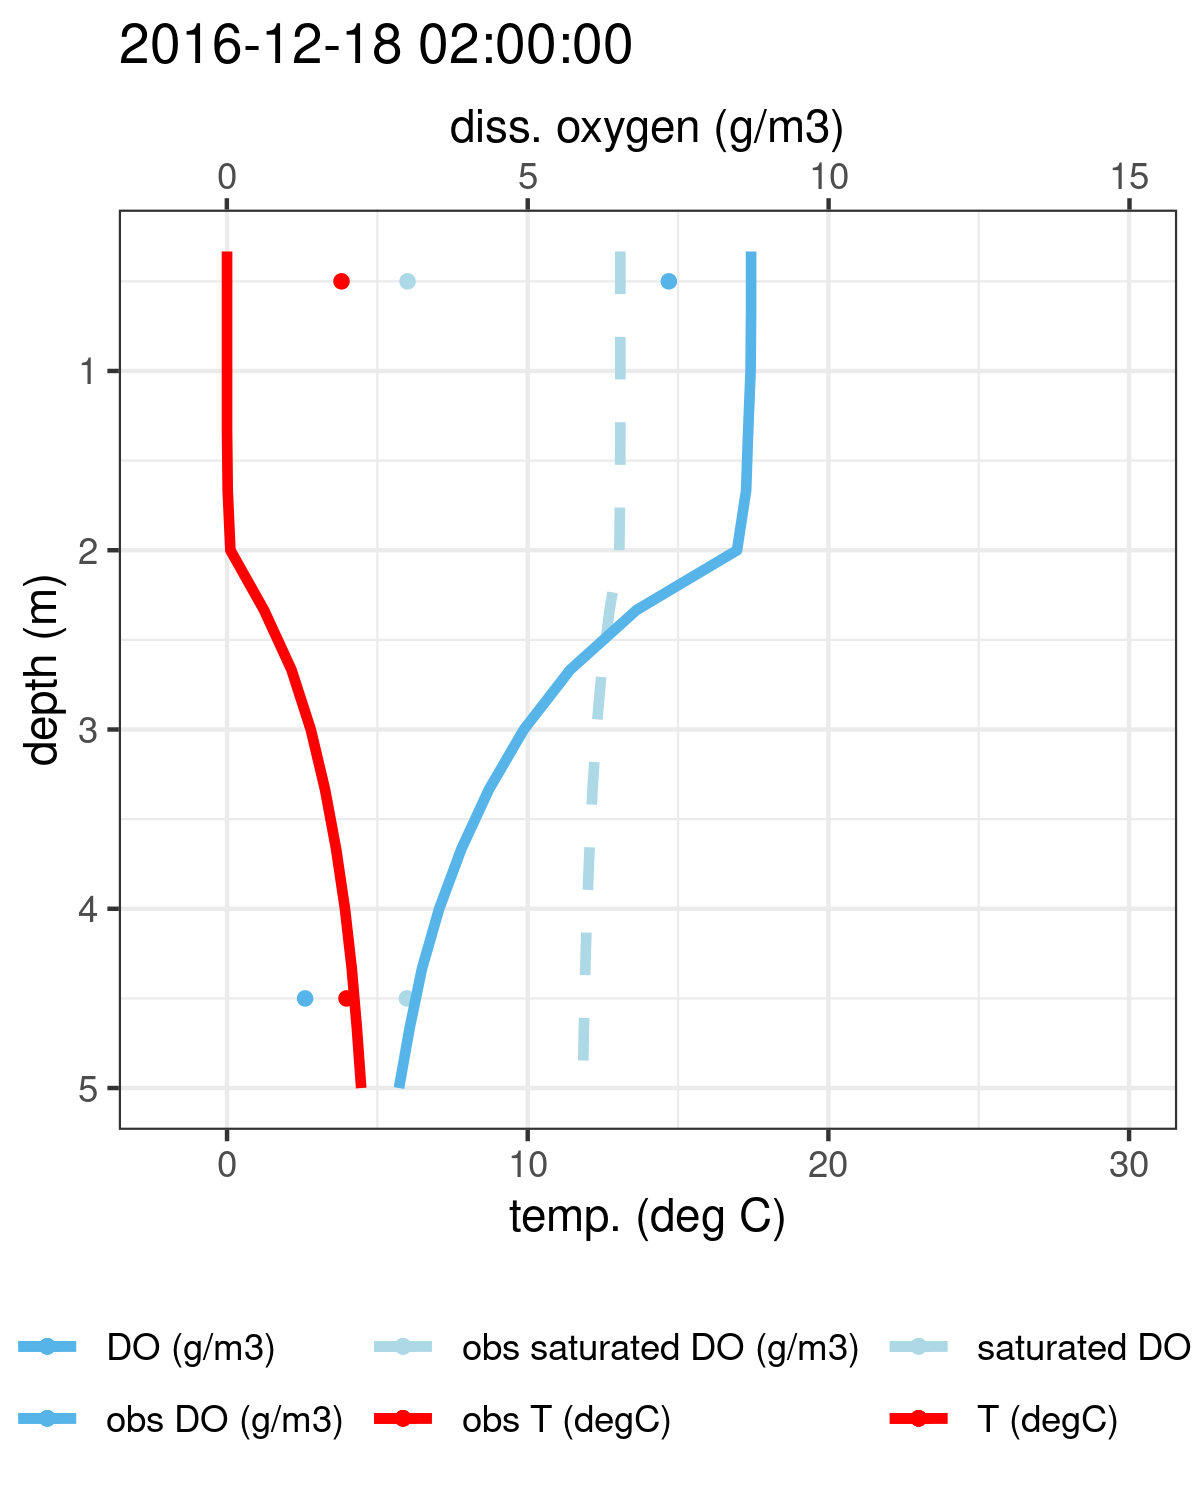 2016-12-18 02:00:00
diss. oxygen (g/m3)
0 5 10 15
depth (m)
1
2
3
4
5
0 10 20 30
temp. (deg C)
DO (g/m3) obs saturated DO (g/m3) saturated DO
obs DO (g/m3) obs T (degC) T (degC)